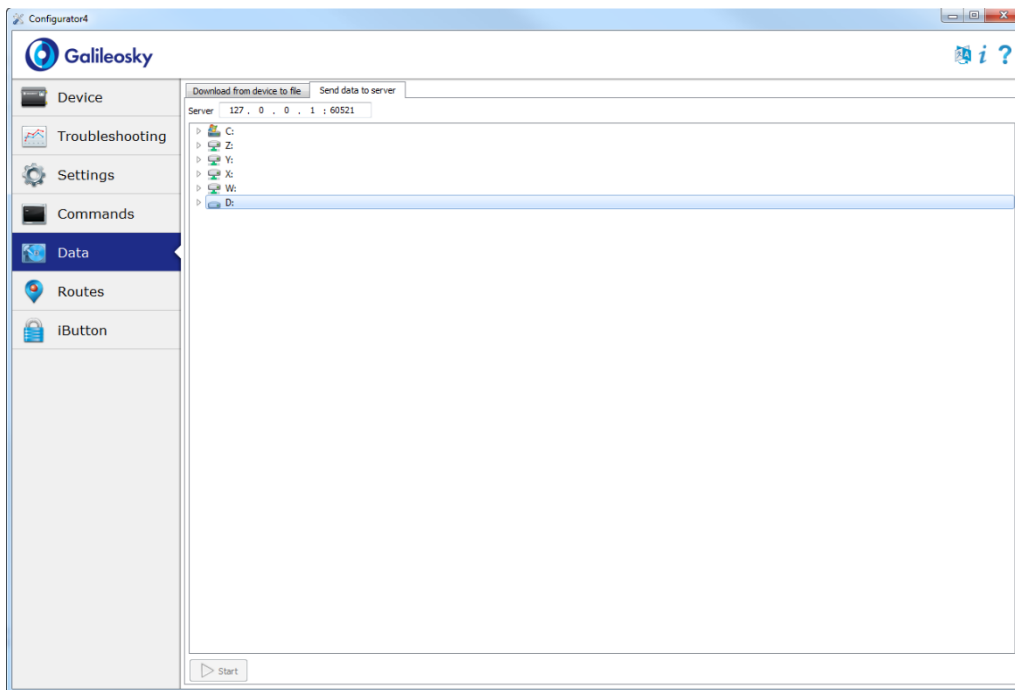 Configurator4
Galileosky
i ?
Device
Troubleshooting
Settings
Commands
Data
Routes
iButton
Download from device to file
Send data to server
Server 127 . 0 . 0 . 1 : 60521
C:
Z:
Y:
X:
W:
D:
Start